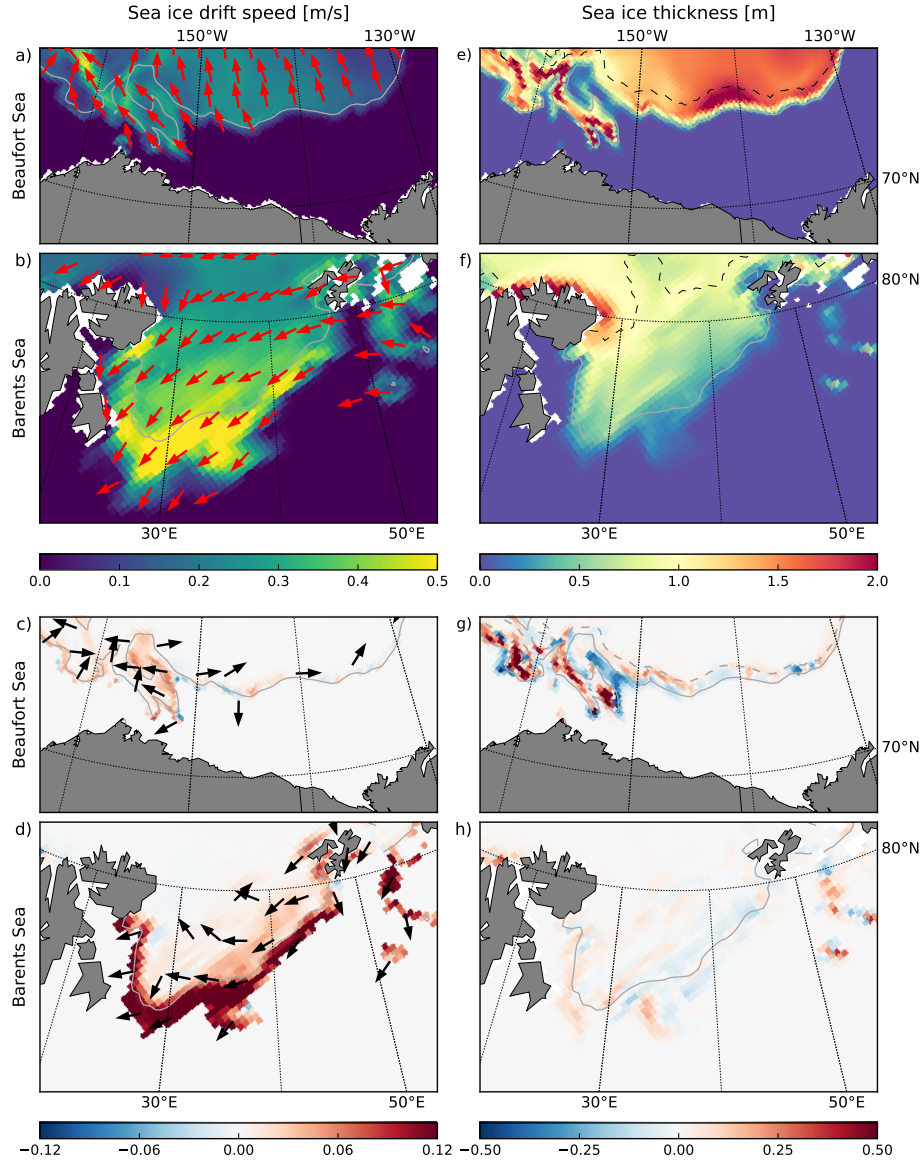 Sea ice drift speed [m/s]
Sea ice thickness [m]
150°W
130°W
150°W
130°W
a)
e)
Beaufort Sea
70°N
b)
f)
80°N
Barents Sea
30°E
50°E
30°E
50°E
0.0
0.1
0.2
0.3
0.4
0.5
0.0
0.5
1.0
1.5
2.0
c)
g)
Beaufort Sea
70°N
d)
h)
80°N
Barents Sea
30°E
50°E
30°E
50°E
−0.12
−0.06
0.00
0.06
0.12
−0.50
−0.25
0.00
0.25
0.50